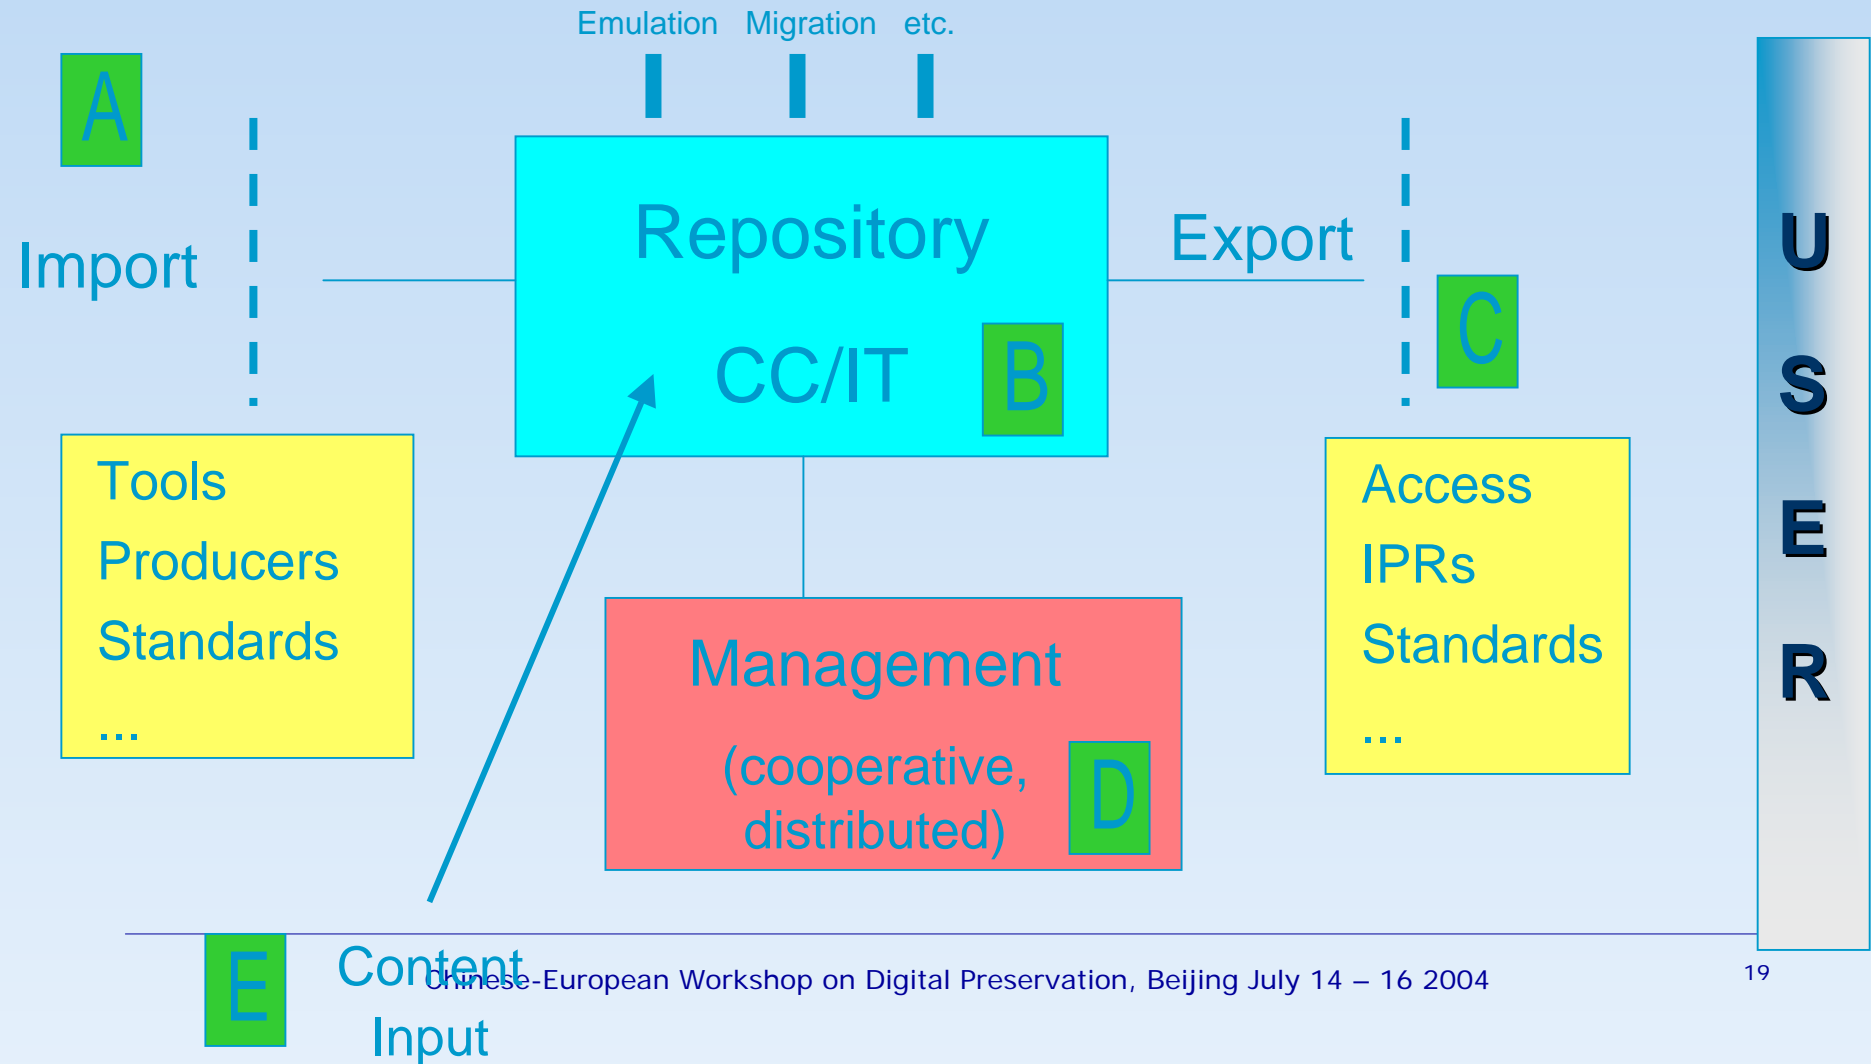 Emulation Migration etc.
A
Import
Repository
CC/IT
B
Export
C
Tools
Producers
Standards
...
Management
(cooperative,
distributed)
D
Access
IPRs
Standards
...
U
S
E
R
E
Content
Input
Chinese-European Workshop on Digital Preservation, Beijing July 14 – 16 2004
19